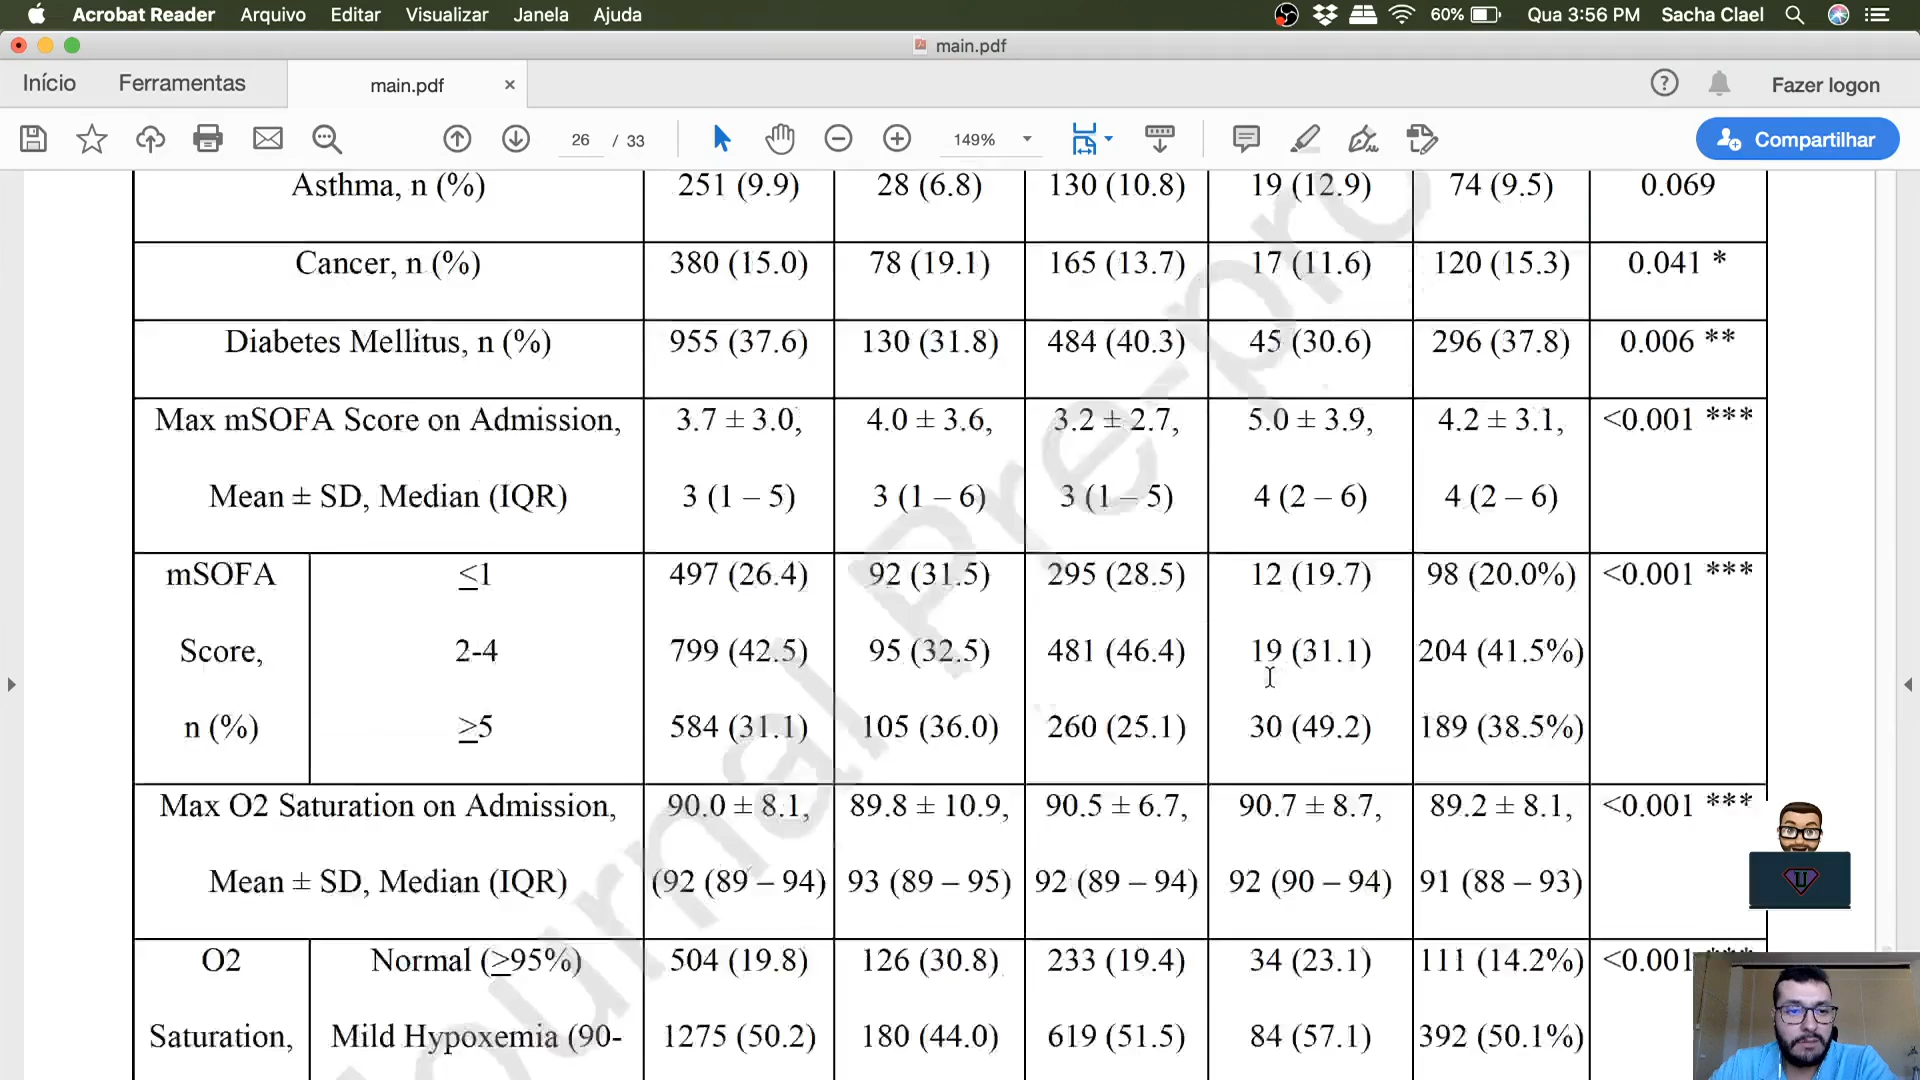 Acrobat Reader Arquivo Editar Visualizar Janela Ajuda 60% Qua 3:56 PM Sacha Clael
main.pdf
Início Ferramentas main.pdf × Fazer logon
26 / 33 149% Compartilhar
Asthma, n (%) 251 (9.9) 28 (6.8) 130 (10.8) 19 (12.9) 74 (9.5) 0.069
Cancer, n (%) 380 (15.0) 78 (19.1) 165 (13.7) 17 (11.6) 120 (15.3) 0.041 *
Diabetes Mellitus, n (%) 955 (37.6) 130 (31.8) 484 (40.3) 45 (30.6) 296 (37.8) 0.006 **
Max mSOFA Score on Admission, 3.7 ± 3.0, 4.0 ± 3.6, 3.2 ± 2.7, 5.0 ± 3.9, 4.2 ± 3.1, <0.001 ***
Mean ± SD, Median (IQR) 3 (1 – 5) 3 (1 – 6) 3 (1 – 5) 4 (2 – 6) 4 (2 – 6)
mSOFA ≤1 497 (26.4) 92 (31.5) 295 (28.5) 12 (19.7) 98 (20.0%) <0.001 ***
Score, 2-4 799 (42.5) 95 (32.5) 481 (46.4) 19 (31.1) 204 (41.5%)
n (%) ≥5 584 (31.1) 105 (36.0) 260 (25.1) 30 (49.2) 189 (38.5%)
Max O2 Saturation on Admission, 90.0 ± 8.1, 89.8 ± 10.9, 90.5 ± 6.7, 90.7 ± 8.7, 89.2 ± 8.1, <0.001 ***
Mean ± SD, Median (IQR) (92 (89 – 94) 93 (89 – 95) 92 (89 – 94) 92 (90 – 94) 91 (88 – 93)
O2 Normal (≥95%) 504 (19.8) 126 (30.8) 233 (19.4) 34 (23.1) 111 (14.2%) <0.001 ***
Saturation, Mild Hypoxemia (90- 1275 (50.2) 180 (44.0) 619 (51.5) 84 (57.1) 392 (50.1%)
Journal Pre-pro
U